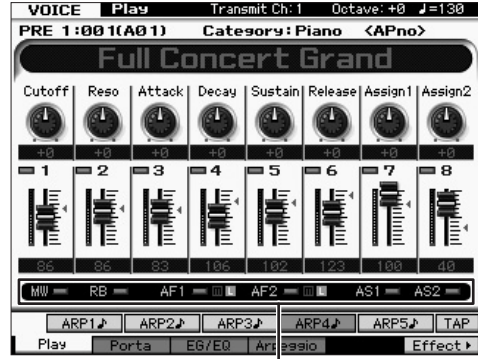 VOICE Play Transmit Ch:1 Octave:+0 ♩=130
PRE 1:001(A01) Category:Piano <APno>
Full Concert Grand
Cutoff Reso Attack Decay Sustain Release Assign1 Assign2
+0 +0 +0 +0 +0 +0 +0 +0
1 2 3 4 5 6 7 8
86 86 83 106 102 123 100 40
MW RB AF1 m L AF2 m L AS1 AS2
ARP1♪ ARP2♪ ARP3♪ ARP4♪ ARP5♪ TAP
Play Porta EG/EQ Arpeggio Effect